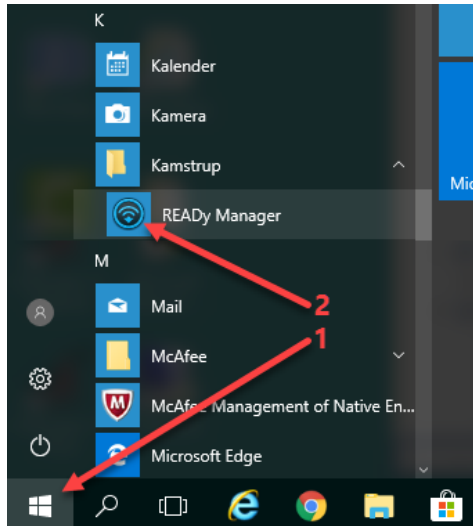 K
Kalender
Kamera
Kamstrup
READy Manager
Mic
M
2
Mail
1
McAfee
McAfee Management of Native En...
Microsoft Edge